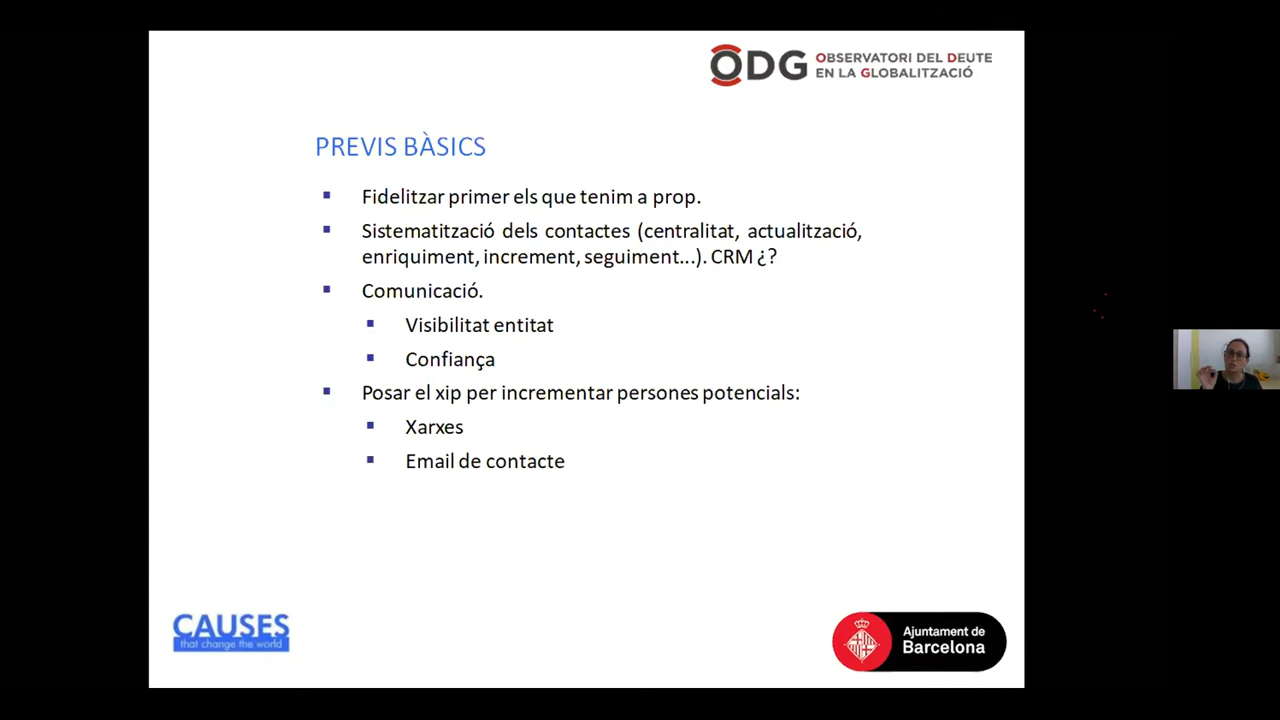 ODG OBSERVATORI DEL DEUTE
EN LA GLOBALITZACIÓ
PREVIS BÀSICS
Fidelitzar primer els que tenim a prop.
Sistematització dels contactes (centralitat, actualització,
enriquiment, increment, seguiment...). CRM ¿?
Comunicació.
Visibilitat entitat
Confiança
Posar el xip per incrementar persones potencials:
Xarxes
Email de contacte
CAUSES
that change the world
Ajuntament de
Barcelona